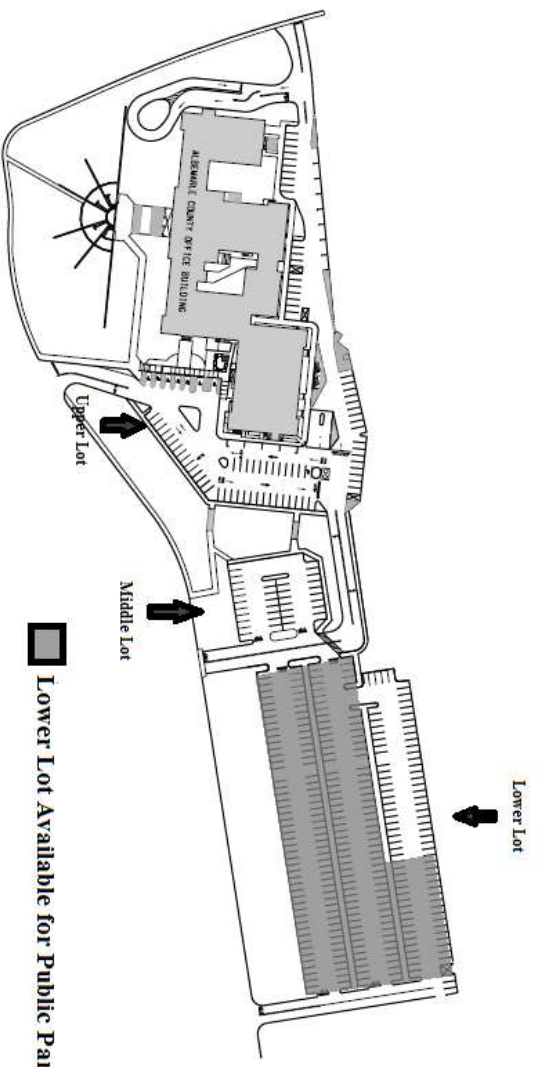 ALBEMARLE COUNTY OFFICE BUILDING
Upper Lot
Middle Lot
Lower Lot
Lower Lot Available for Public Par